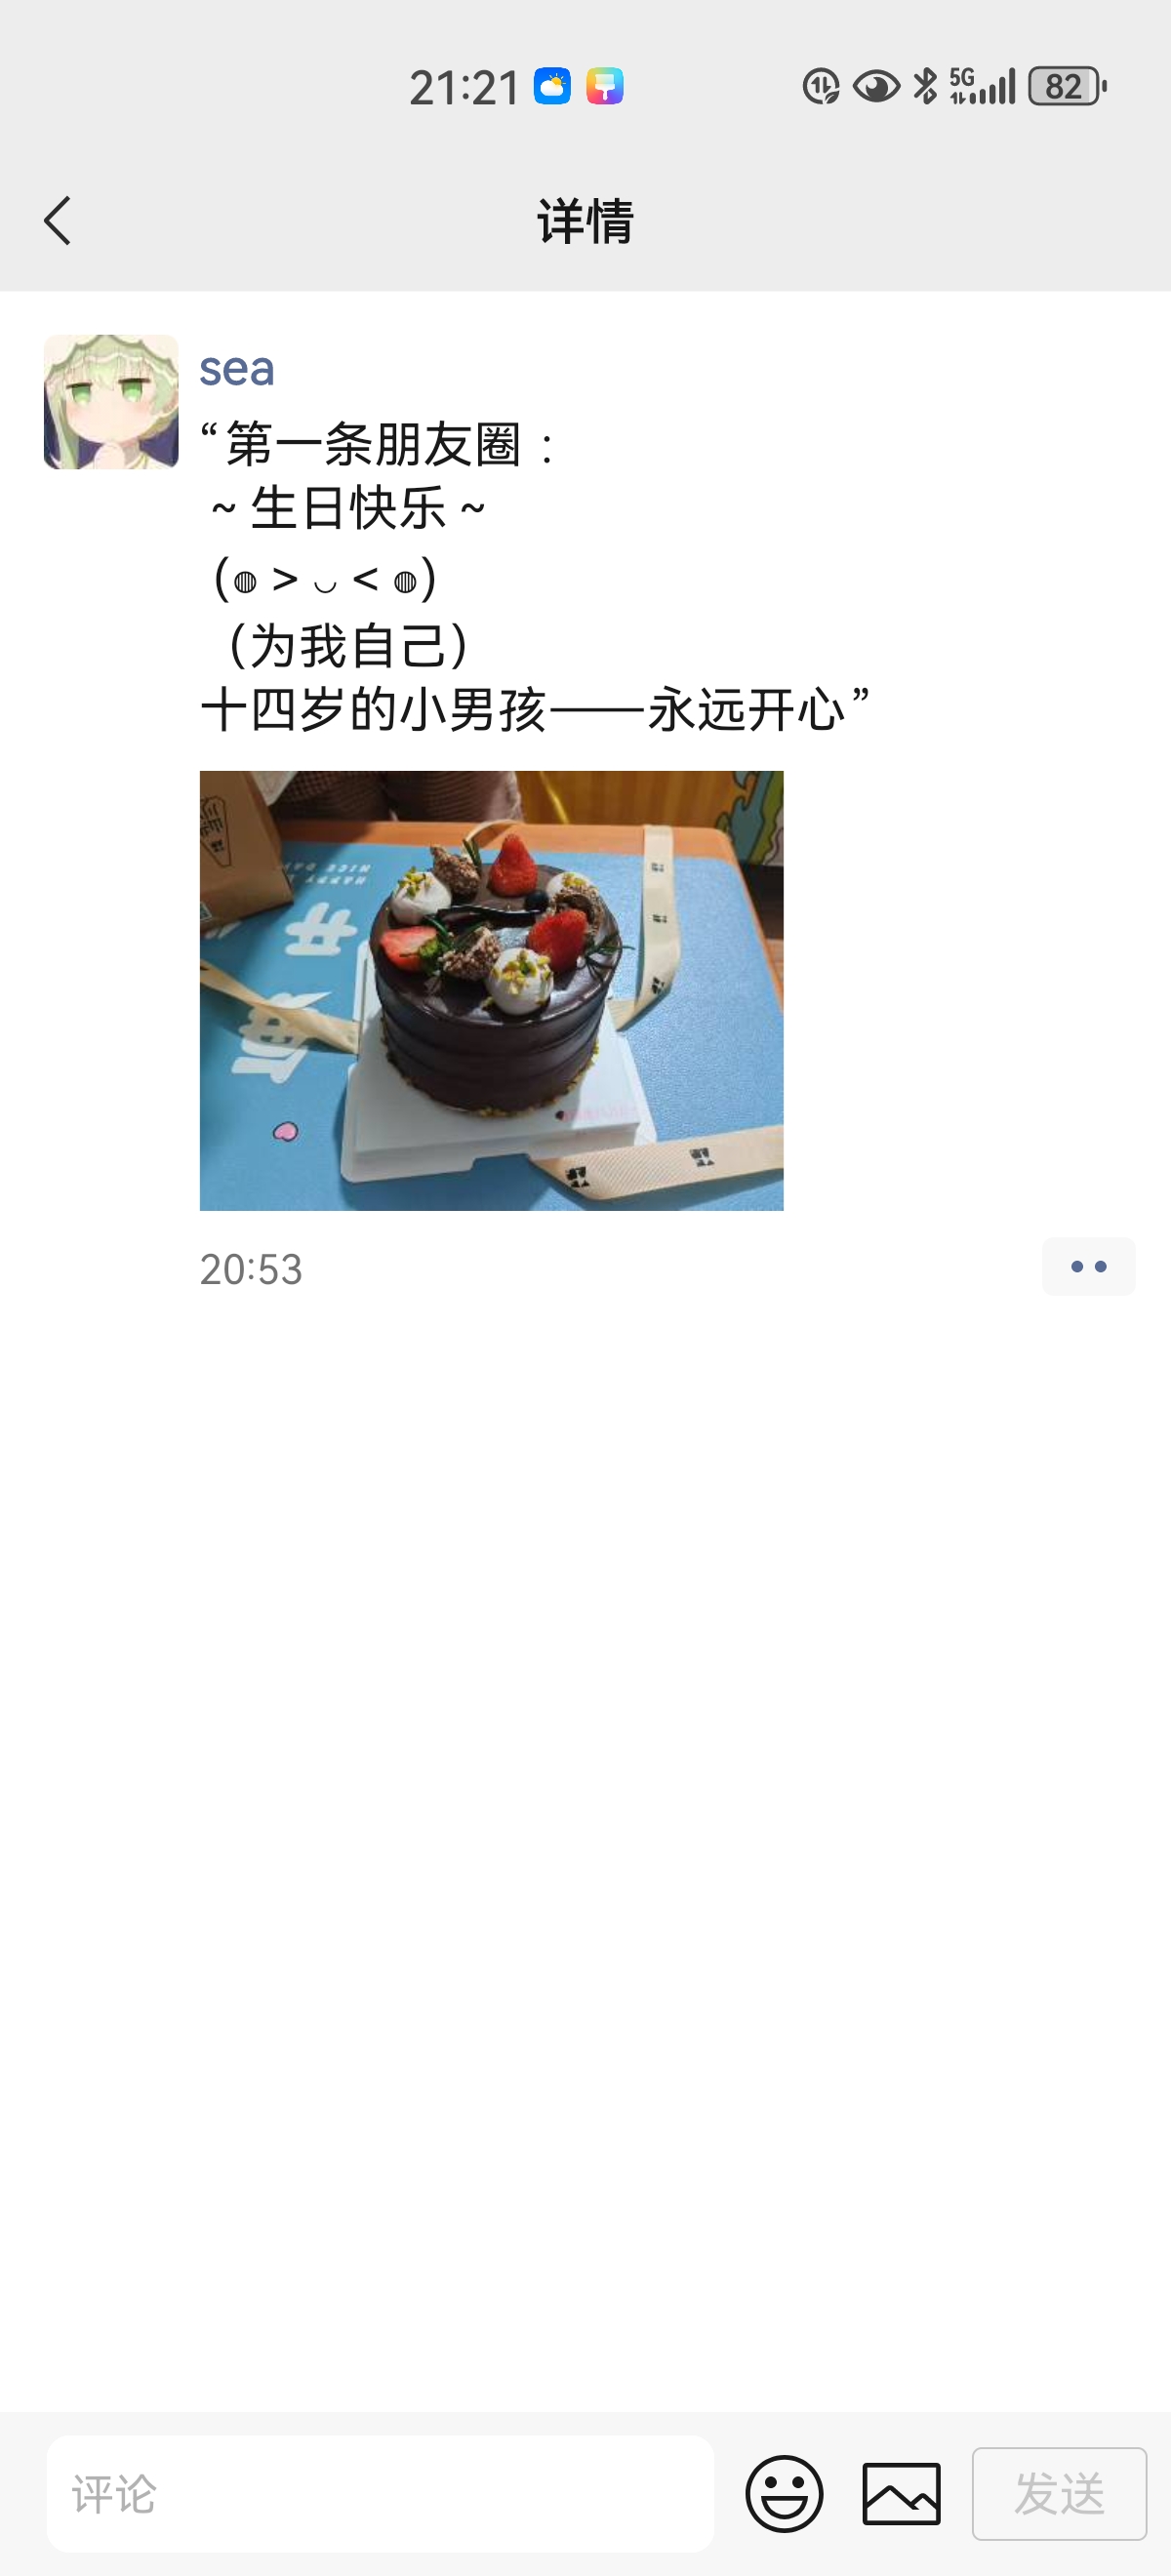 21:21
5G
82
详情
sea
“第一条朋友圈：
~生日快乐~
(◍ > ◡ < ◍)
（为我自己）
十四岁的小男孩——永远开心”
20:53
评论
发送